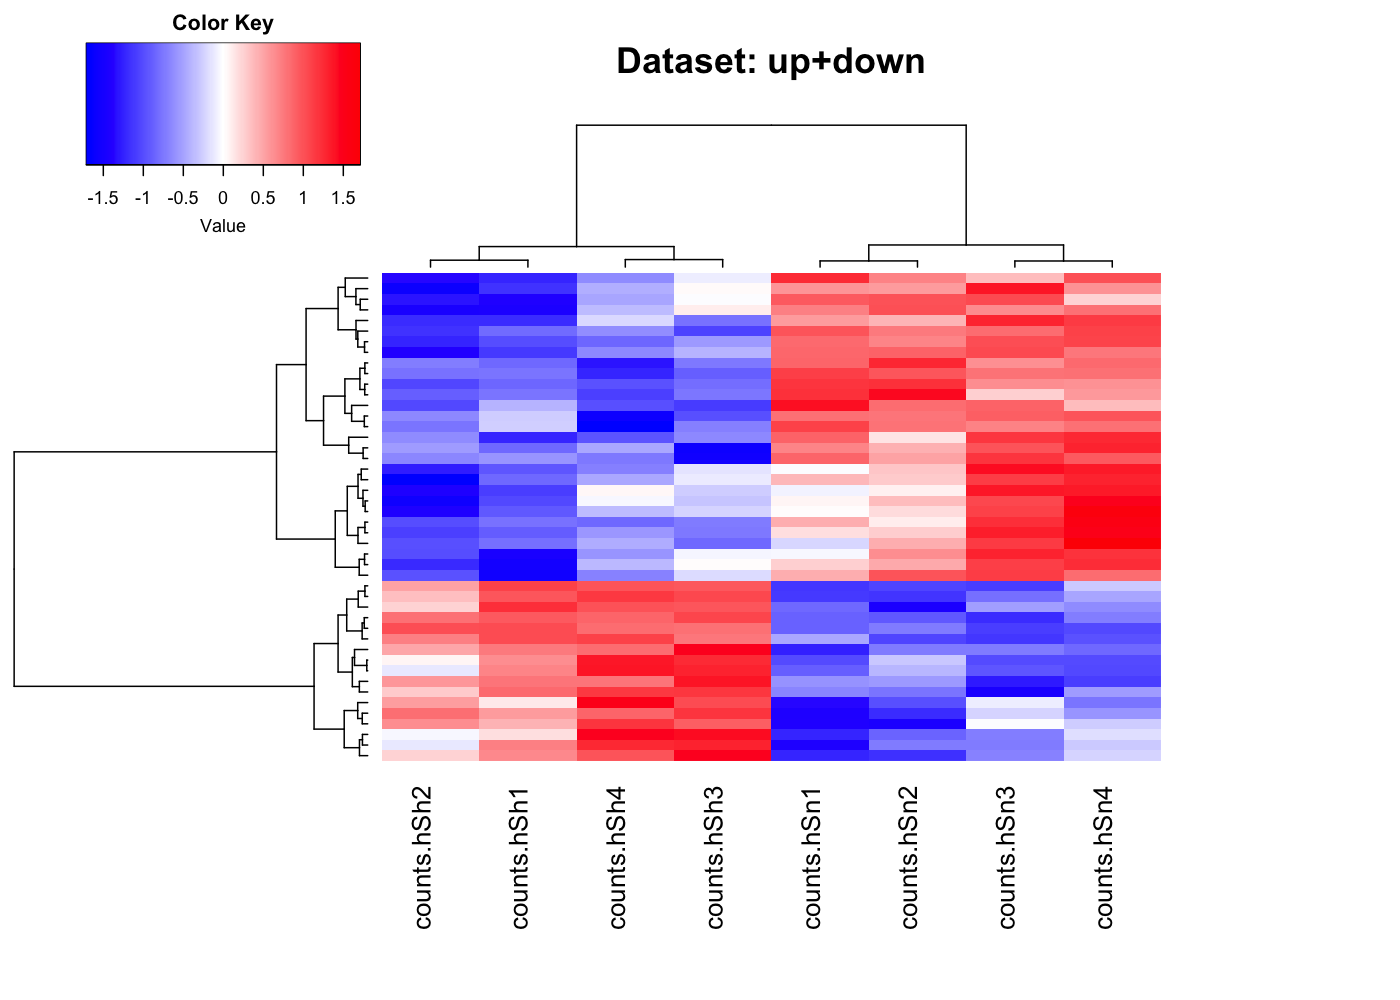 Color Key
Dataset: up+down
-1.5 -1 -0.5 0 0.5 1 1.5
Value
counts.hSh2
counts.hSh1
counts.hSh4
counts.hSh3
counts.hSn1
counts.hSn2
counts.hSn3
counts.hSn4